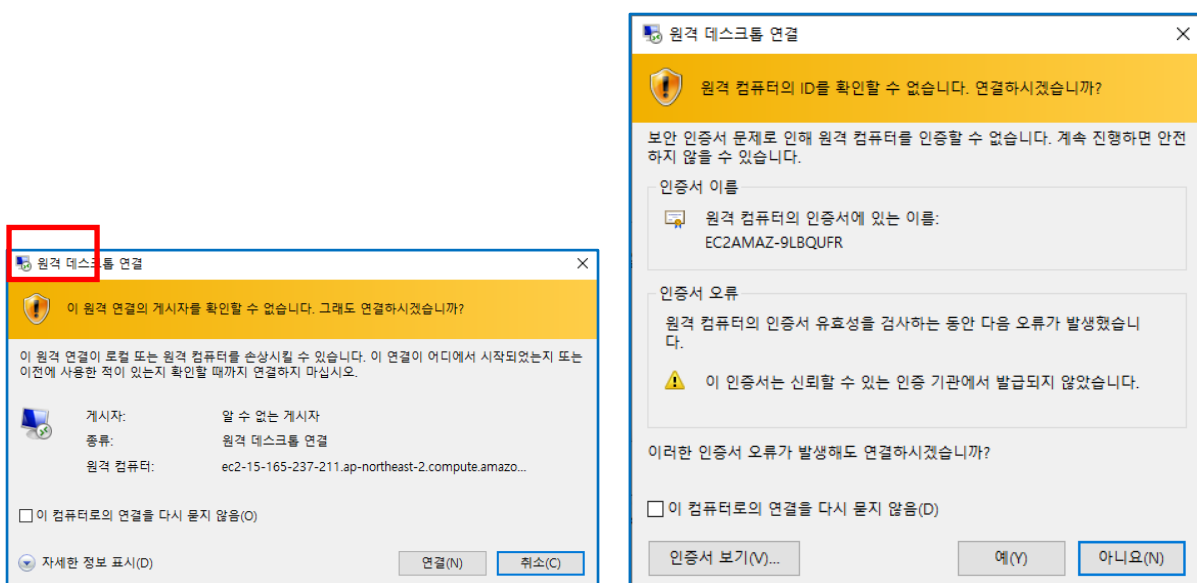 원격 데스크톱 연결
이 원격 연결의 게시자를 확인할 수 없습니다. 그래도 연결하시겠습니까?
이 원격 연결이 로컬 또는 원격 컴퓨터를 손상시킬 수 있습니다. 이 연결이 어디에서 시작되었는지 또는
이전에 사용한 적이 있는지 확인할 때까지 연결하지 마십시오.
게시자: 알 수 없는 게시자
종류: 원격 데스크톱 연결
원격 컴퓨터: ec2-15-165-237-211.ap-northeast-2.compute.amazo...
이 컴퓨터로의 연결을 다시 묻지 않음(O)
자세한 정보 표시(D) 연결(N) 취소(C)
원격 데스크톱 연결
원격 컴퓨터의 ID를 확인할 수 없습니다. 연결하시겠습니까?
보안 인증서 문제로 인해 원격 컴퓨터를 인증할 수 없습니다. 계속 진행하면 안전
하지 않을 수 있습니다.
인증서 이름
원격 컴퓨터의 인증서에 있는 이름:
EC2AMAZ-9LBQUFR
인증서 오류
원격 컴퓨터의 인증서 유효성을 검사하는 동안 다음 오류가 발생했습니
다.
이 인증서는 신뢰할 수 있는 인증 기관에서 발급되지 않았습니다.
이러한 인증서 오류가 발생해도 연결하시겠습니까?
이 컴퓨터로의 연결을 다시 묻지 않음(D)
인증서 보기(V)... 예(Y) 아니요(N)